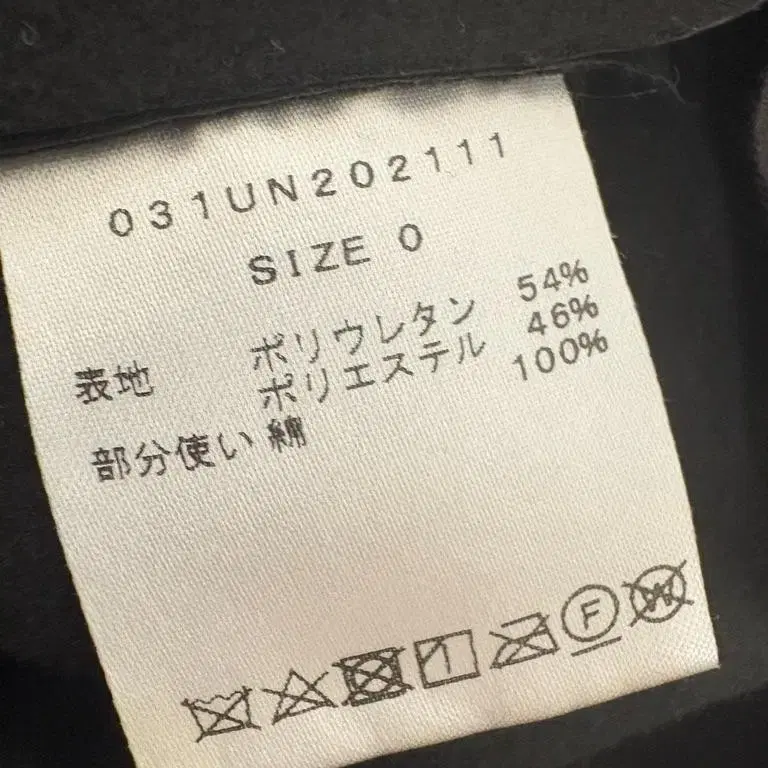 031UN202111
SIZE 0
表地 ポリウレタン 54%
ポリエステル 46%
部分使い 綿 100%
F
W